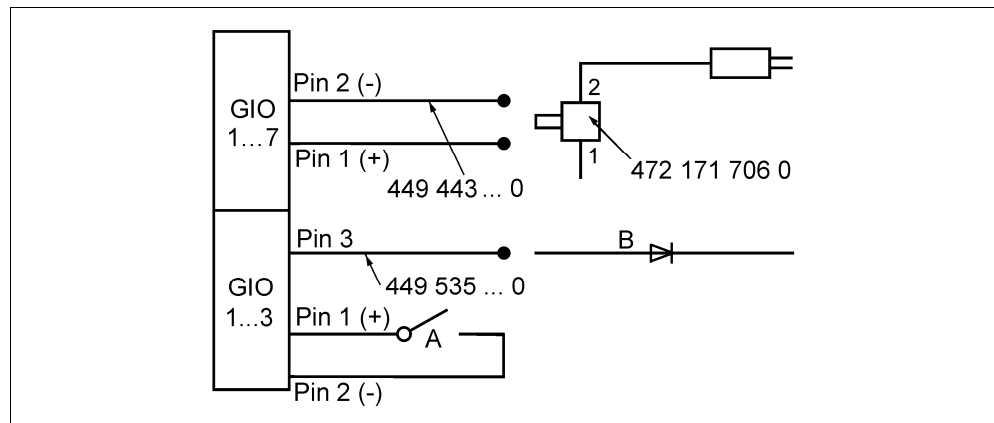 Pin 2 (-)
2
GIO
1...7
Pin 1 (+)
1
472 171 706 0
449 443 ... 0
Pin 3
B
GIO
1...3
449 535 ... 0
Pin 1 (+)
A
Pin 2 (-)